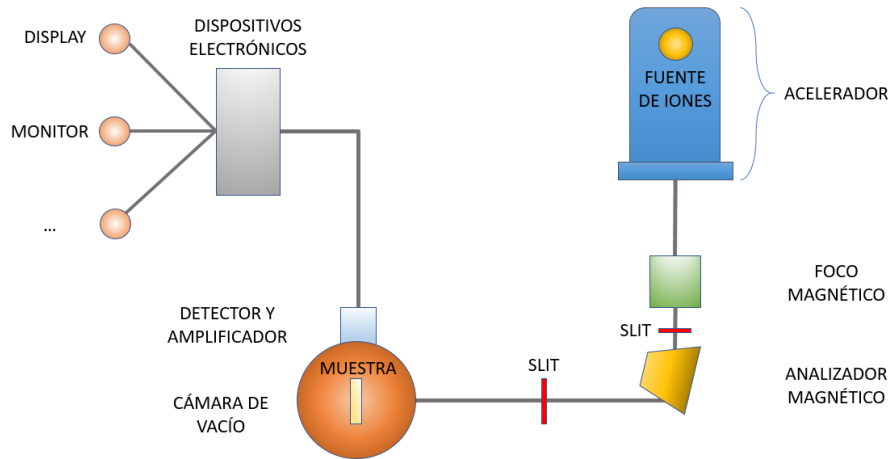 DISPLAY
MONITOR
...
DISPOSITIVOS
ELECTRÓNICOS
FUENTE
DE IONES
ACELERADOR
FOCO
MAGNÉTICO
SLIT
ANALIZADOR
MAGNÉTICO
SLIT
DETECTOR Y
AMPLIFICADOR
MUESTRA
CÁMARA DE
VACÍO